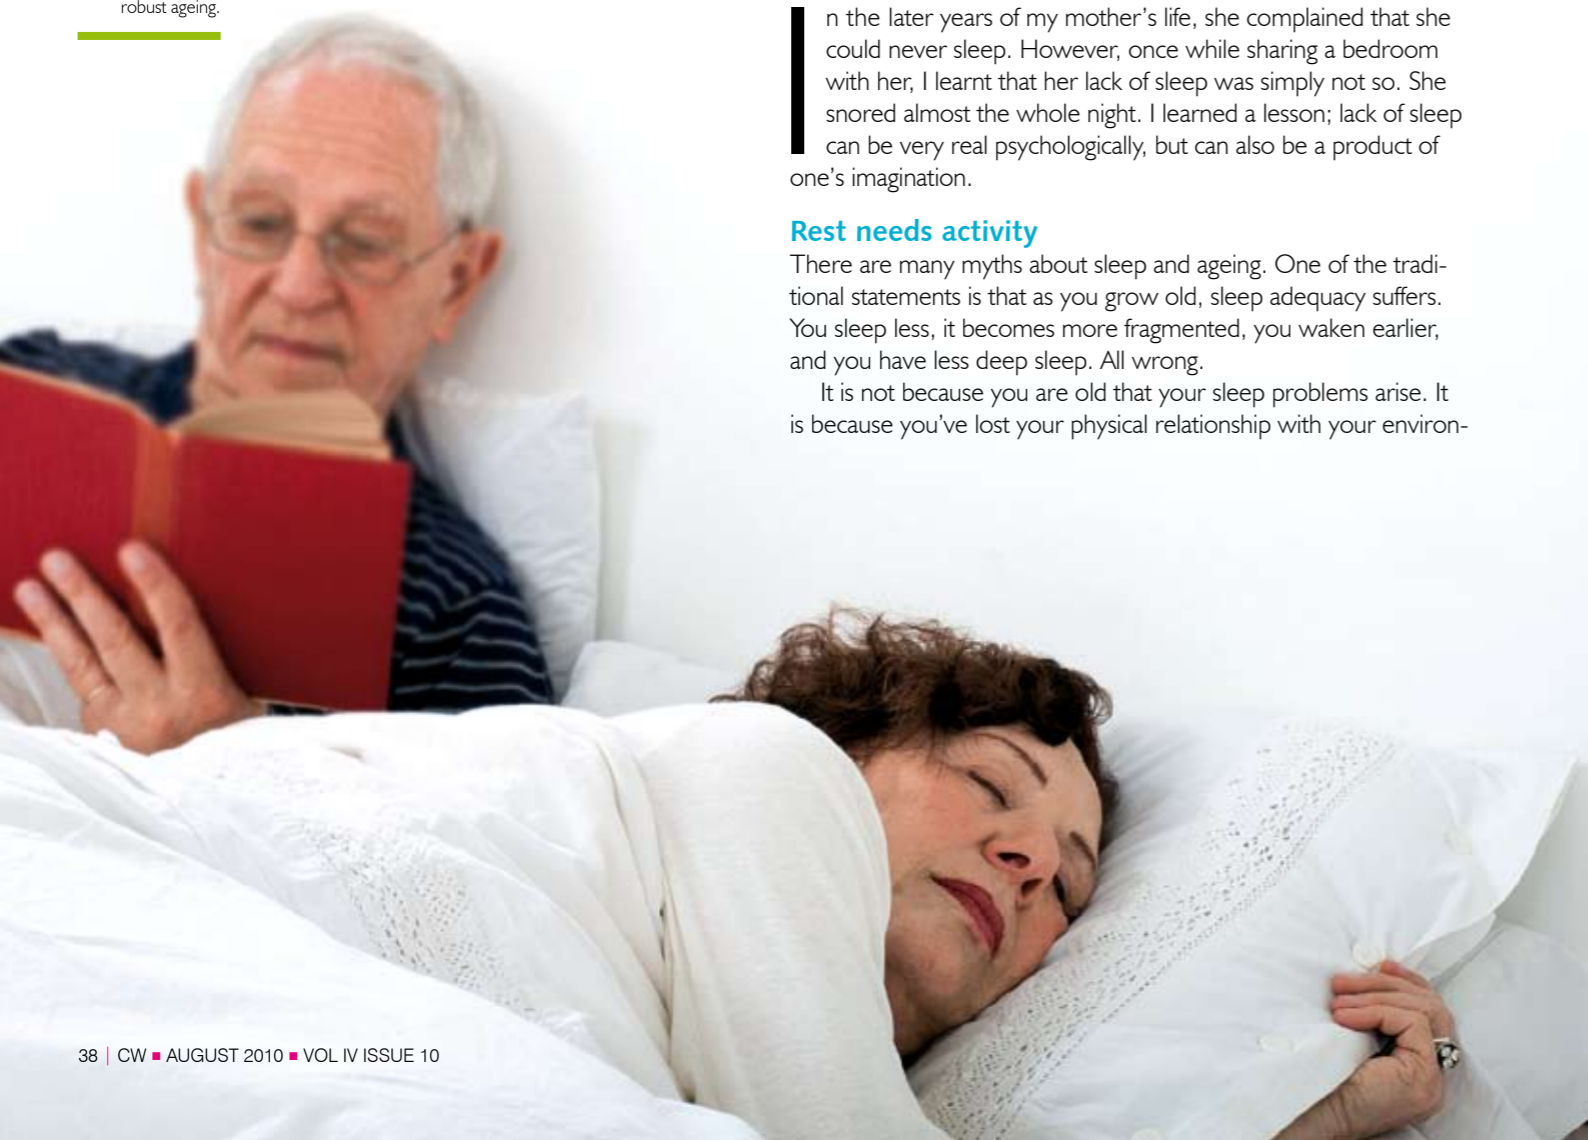 robust ageing.
In the later years of my mother's life, she complained that she
could never sleep. However, once while sharing a bedroom
with her, I learnt that her lack of sleep was simply not so. She
snored almost the whole night. I learned a lesson; lack of sleep
can be very real psychologically, but can also be a product of
one's imagination.
Rest needs activity
There are many myths about sleep and ageing. One of the tradi-
tional statements is that as you grow old, sleep adequacy suffers.
You sleep less, it becomes more fragmented, you waken earlier,
and you have less deep sleep. All wrong.
It is not because you are old that your sleep problems arise. It
is because you've lost your physical relationship with your environ-
38 | CW ■ AUGUST 2010 ■ VOL IV ISSUE 10